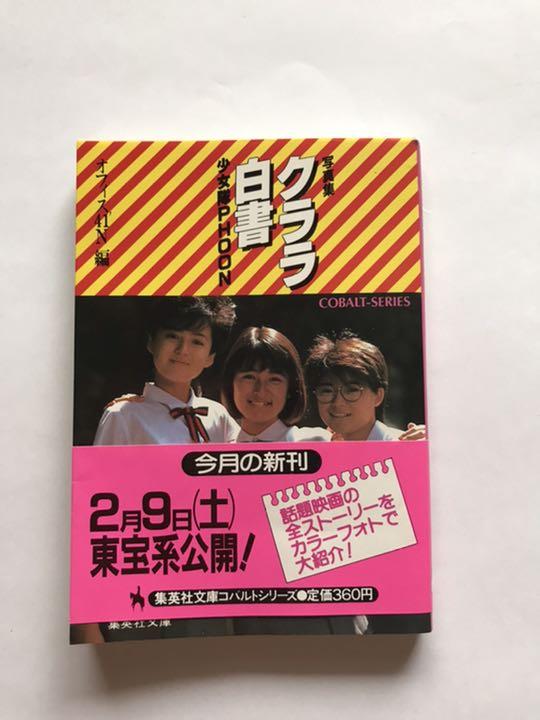 写真集
クララ
白書
少女隊PHOON
オフィス41N・編
COBALT-SERIES
今月の新刊
2月9日(土)
東宝系公開!
話題映画の
全ストーリーを
カラーフォトで
大紹介!
集英社文庫コバルトシリーズ●定価360円
集英社文庫